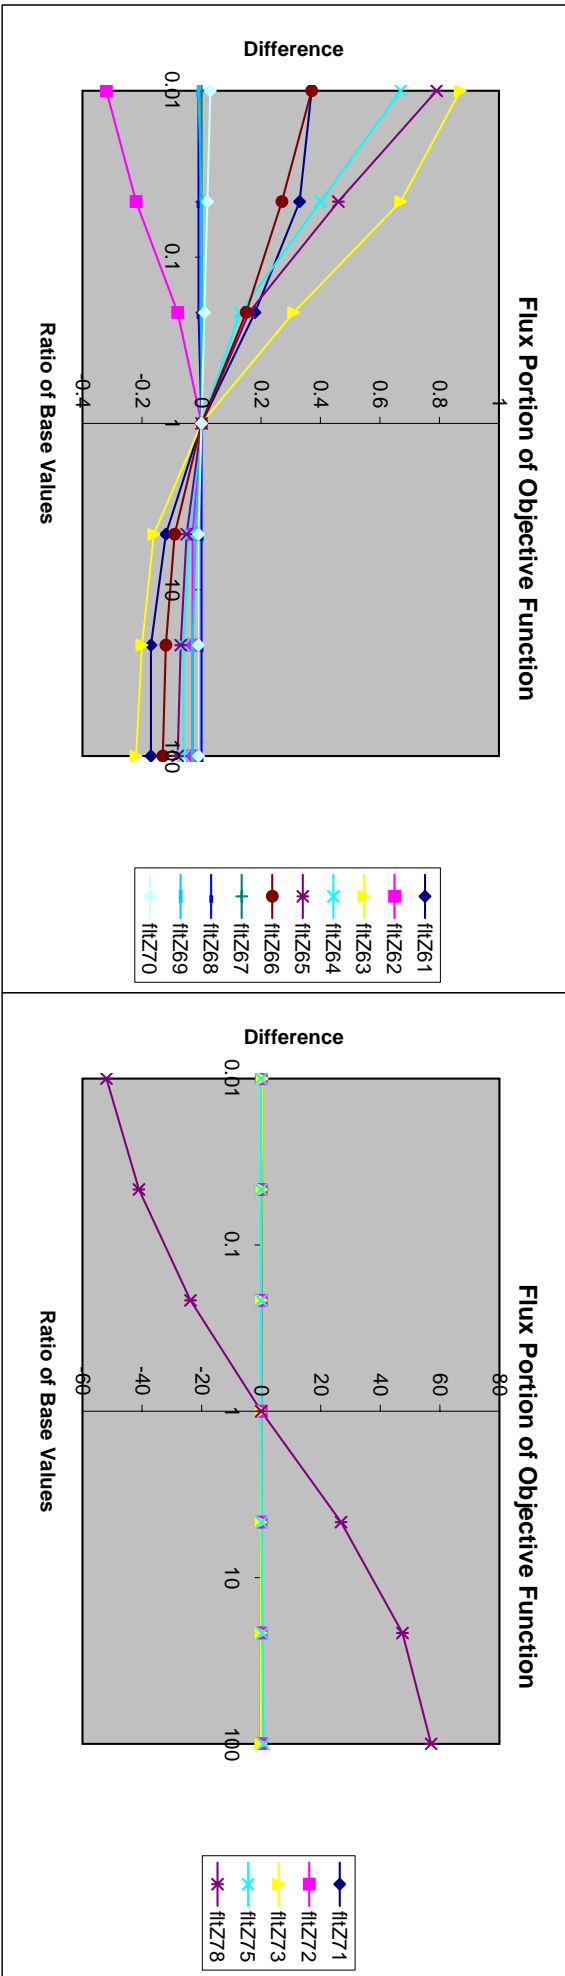 Flux Portion of Objective Function
Difference
1
0.8
0.6
0.4
0.2
0
-0.2
-0.4
0.01
0.1
1
10
100
Ratio of Base Values
fltZ61
fltZ62
fltZ63
fltZ64
fltZ65
fltZ66
fltZ67
fltZ68
fltZ69
fltZ70
Flux Portion of Objective Function
Difference
80
60
40
20
0
-20
-40
-60
0.01
0.1
1
10
100
Ratio of Base Values
fltZ71
fltZ72
fltZ73
fltZ75
fltZ78